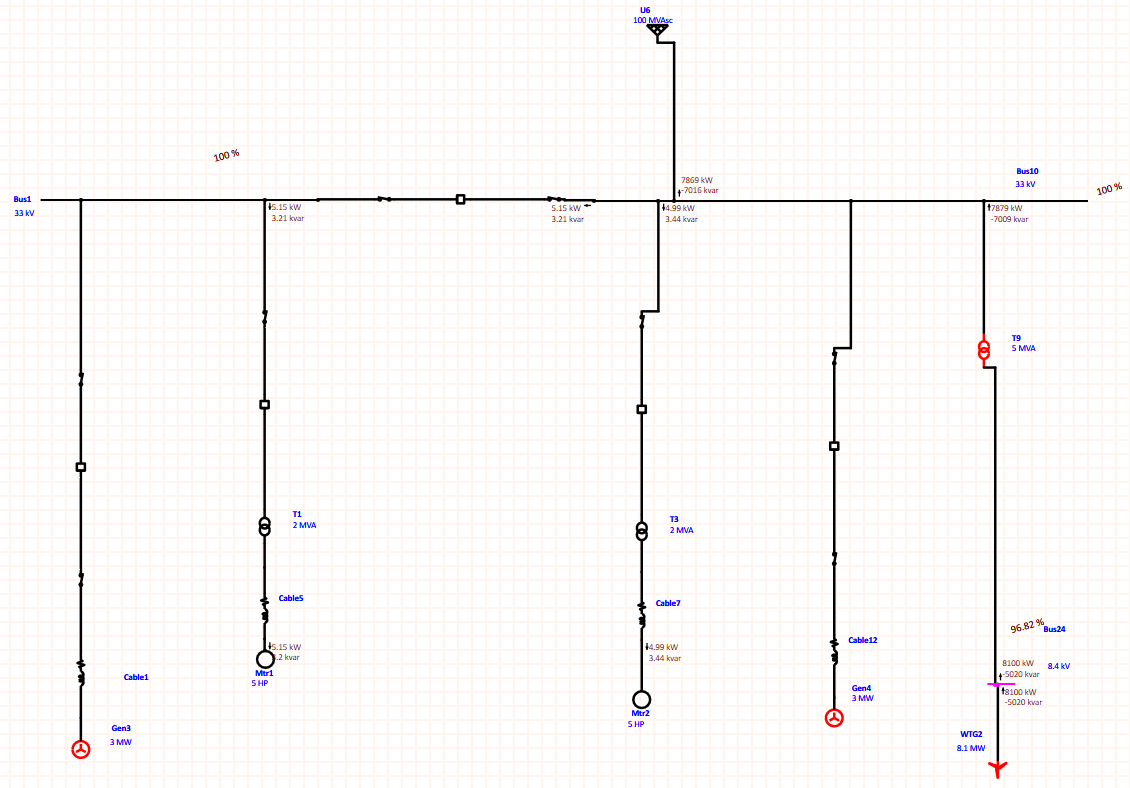 U6
100 MVAsc
7869 kW
-7016 kvar
100 %
Bus1
33 kV
5.15 kW
3.21 kvar
5.15 kW
3.21 kvar
4.99 kW
3.44 kvar
Bus10
33 kV
100 %
7879 kW
-7009 kvar
T9
5 MVA
T1
2 MVA
T3
2 MVA
Cable5
Cable7
5.15 kW
3.2 kvar
Mtr1
5 HP
4.99 kW
3.44 kvar
Mtr2
5 HP
Cable12
Gen4
3 MW
Cable1
Gen3
3 MW
96.82 %
Bus24
8.4 kV
8100 kW
-5020 kvar
8100 kW
-5020 kvar
WTG2
8.1 MW